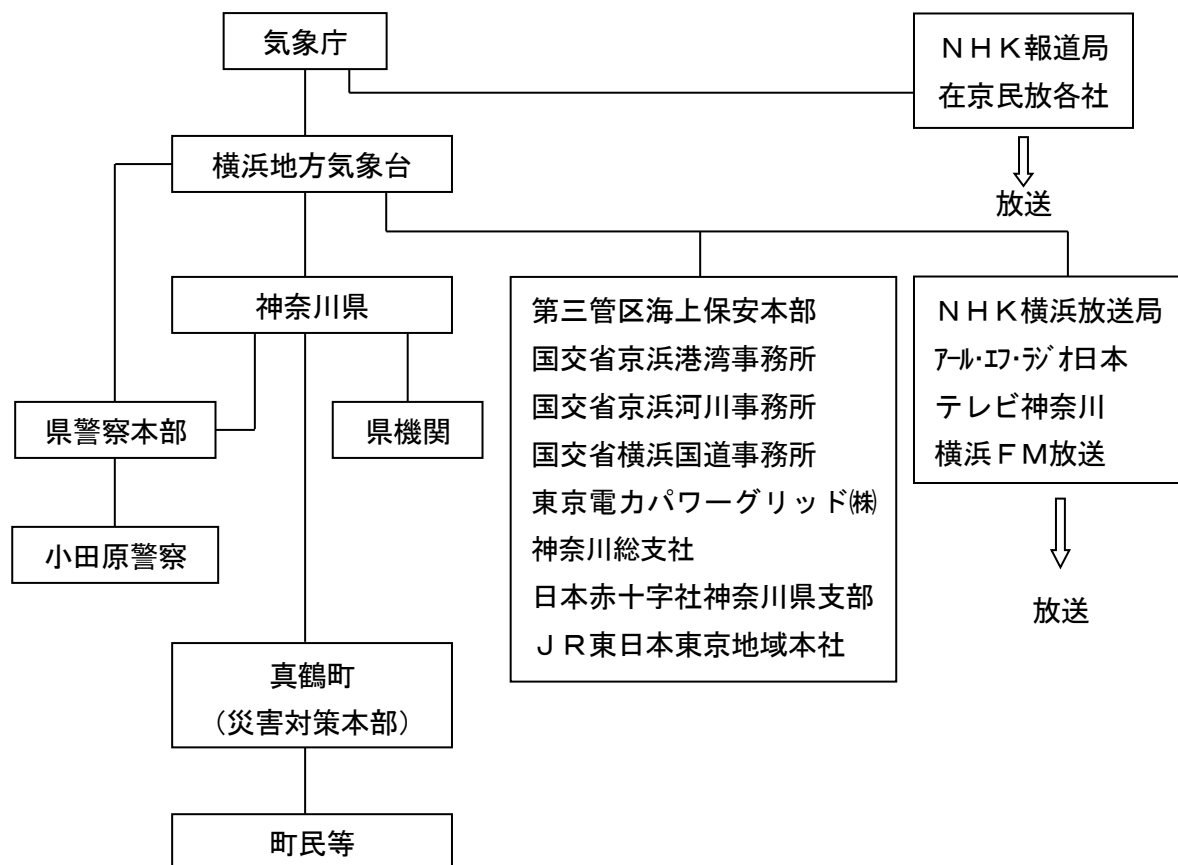 気象庁
ＮＨＫ報道局
在京民放各社
横浜地方気象台
放送
神奈川県
第三管区海上保安本部
国交省京浜港湾事務所
国交省京浜河川事務所
国交省横浜国道事務所
東京電力パワーグリッド㈱
神奈川総支社
日本赤十字社神奈川県支部
ＪＲ東日本東京地域本社
ＮＨＫ横浜放送局
ｱｰﾙ･ｴﾌ･ﾗｼﾞｵ日本
テレビ神奈川
横浜ＦＭ放送
県警察本部
県機関
小田原警察
放送
真鶴町
（災害対策本部）
町民等